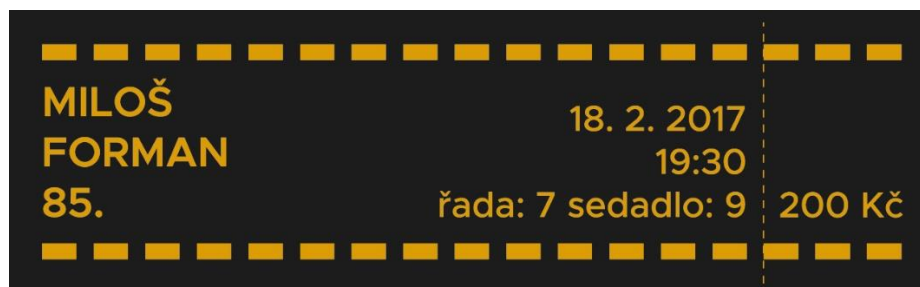 MILOŠ
FORMAN
85.
18. 2. 2017
19:30
řada: 7 sedadlo: 9
200 Kč